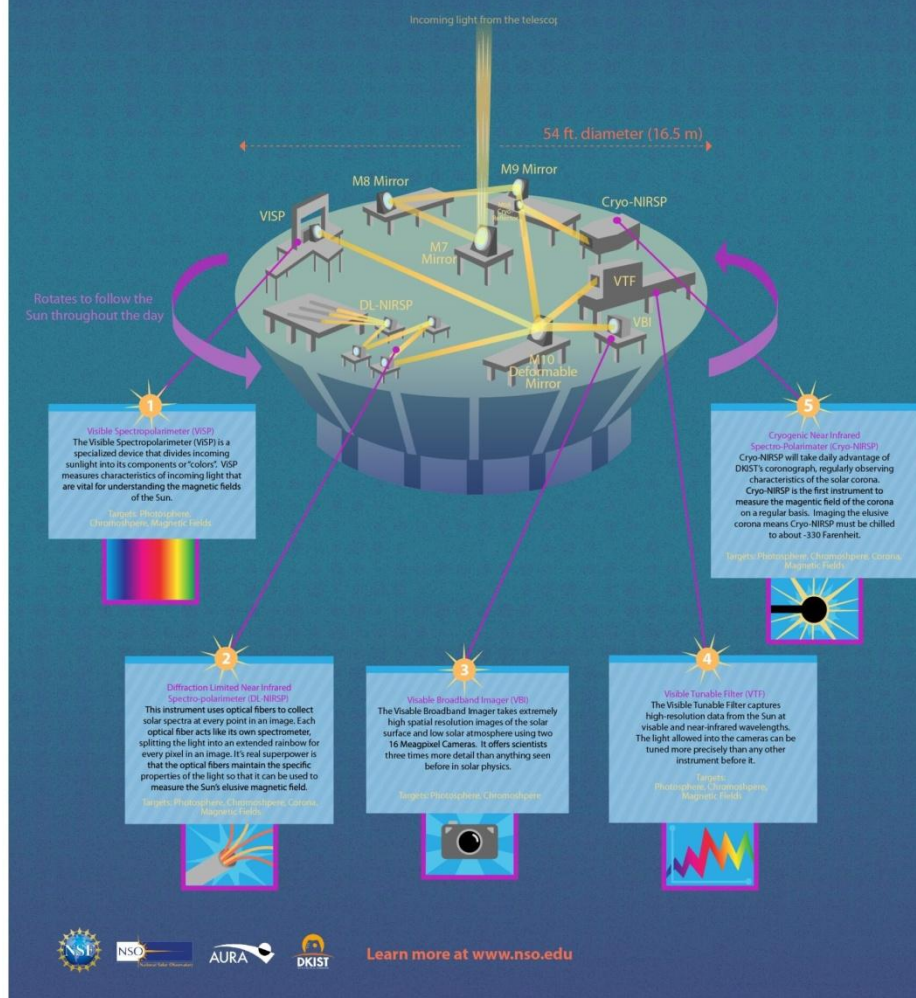 Incoming light from the telescop
54 ft. diameter (16.5 m)
M9 Mirror
M8 Mirror
Cryo-NIRSP
VISP
M7
Mirror
VTF
Rotates to follow the
Sun throughout the day
DL-NIRSP
VBI
M10
Deformable
Mirror
1
Visible Spectropolarimeter (ViSP)
The Visible Spectropolarimeter (ViSP) is a
specialized device that divides incoming
sunlight into its components or "colors". ViSP
measures characteristics of incoming light that
are vital for understanding the magnetic fields
of the Sun.
Targets: Photosphere,
Chromoshpere, Magnetic Fields
5
Cryogenic Near Infrared
Spectro-Polarimater (Cryo-NIRSP)
Cryo-NIRSP will take daily advantage of
DKIST's coronograph, regularly observing
characteristics of the solar corona.
Cryo-NIRSP is the first instrument to
measure the magentic field of the corona
on a regular basis. Imaging the elusive
corona means Cryo-NIRSP must be chilled
to about -330 Farenheit.
Targets: Photosphere, Chromoshpere, Corona,
Magnetic Fields
2
Diffraction Limited Near Infrared
Spectro-polarimeter (DL-NIRSP)
This instrument uses optical fibers to collect
solar spectra at every point in an image. Each
optical fiber acts like its own spectrometer,
splitting the light into an extended rainbow for
every pixel in an image. It's real superpower is
that the optical fibers maintain the specific
properties of the light so that it can be used to
measure the Sun's elusive magnetic field.
Targets: Photosphere, Chromoshpere, Corona,
Magnetic Fields
3
Visable Broadband Imager (VBI)
The Visable Broadband Imager takes extremely
high spatial resolution images of the solar
surface and low solar atmosphere using two
16 Meagpixel Cameras. It offers scientists
three times more detail than anything seen
before in solar physics.
Targets: Photosphere, Chromoshpere
4
Visible Tunable Filter (VTF)
The Visable Tunable Filter captures
high-resolution data from the Sun at
visable and near-infrared wavelengths.
The light allowed into the cameras can be
tuned more precisely than any other
instrument before it.
Targets:
Photosphere, Chromoshpere,
Magnetic Fields
NSF
NSO
National Solar Observatory
AURA
DKIST
Learn more at www.nso.edu